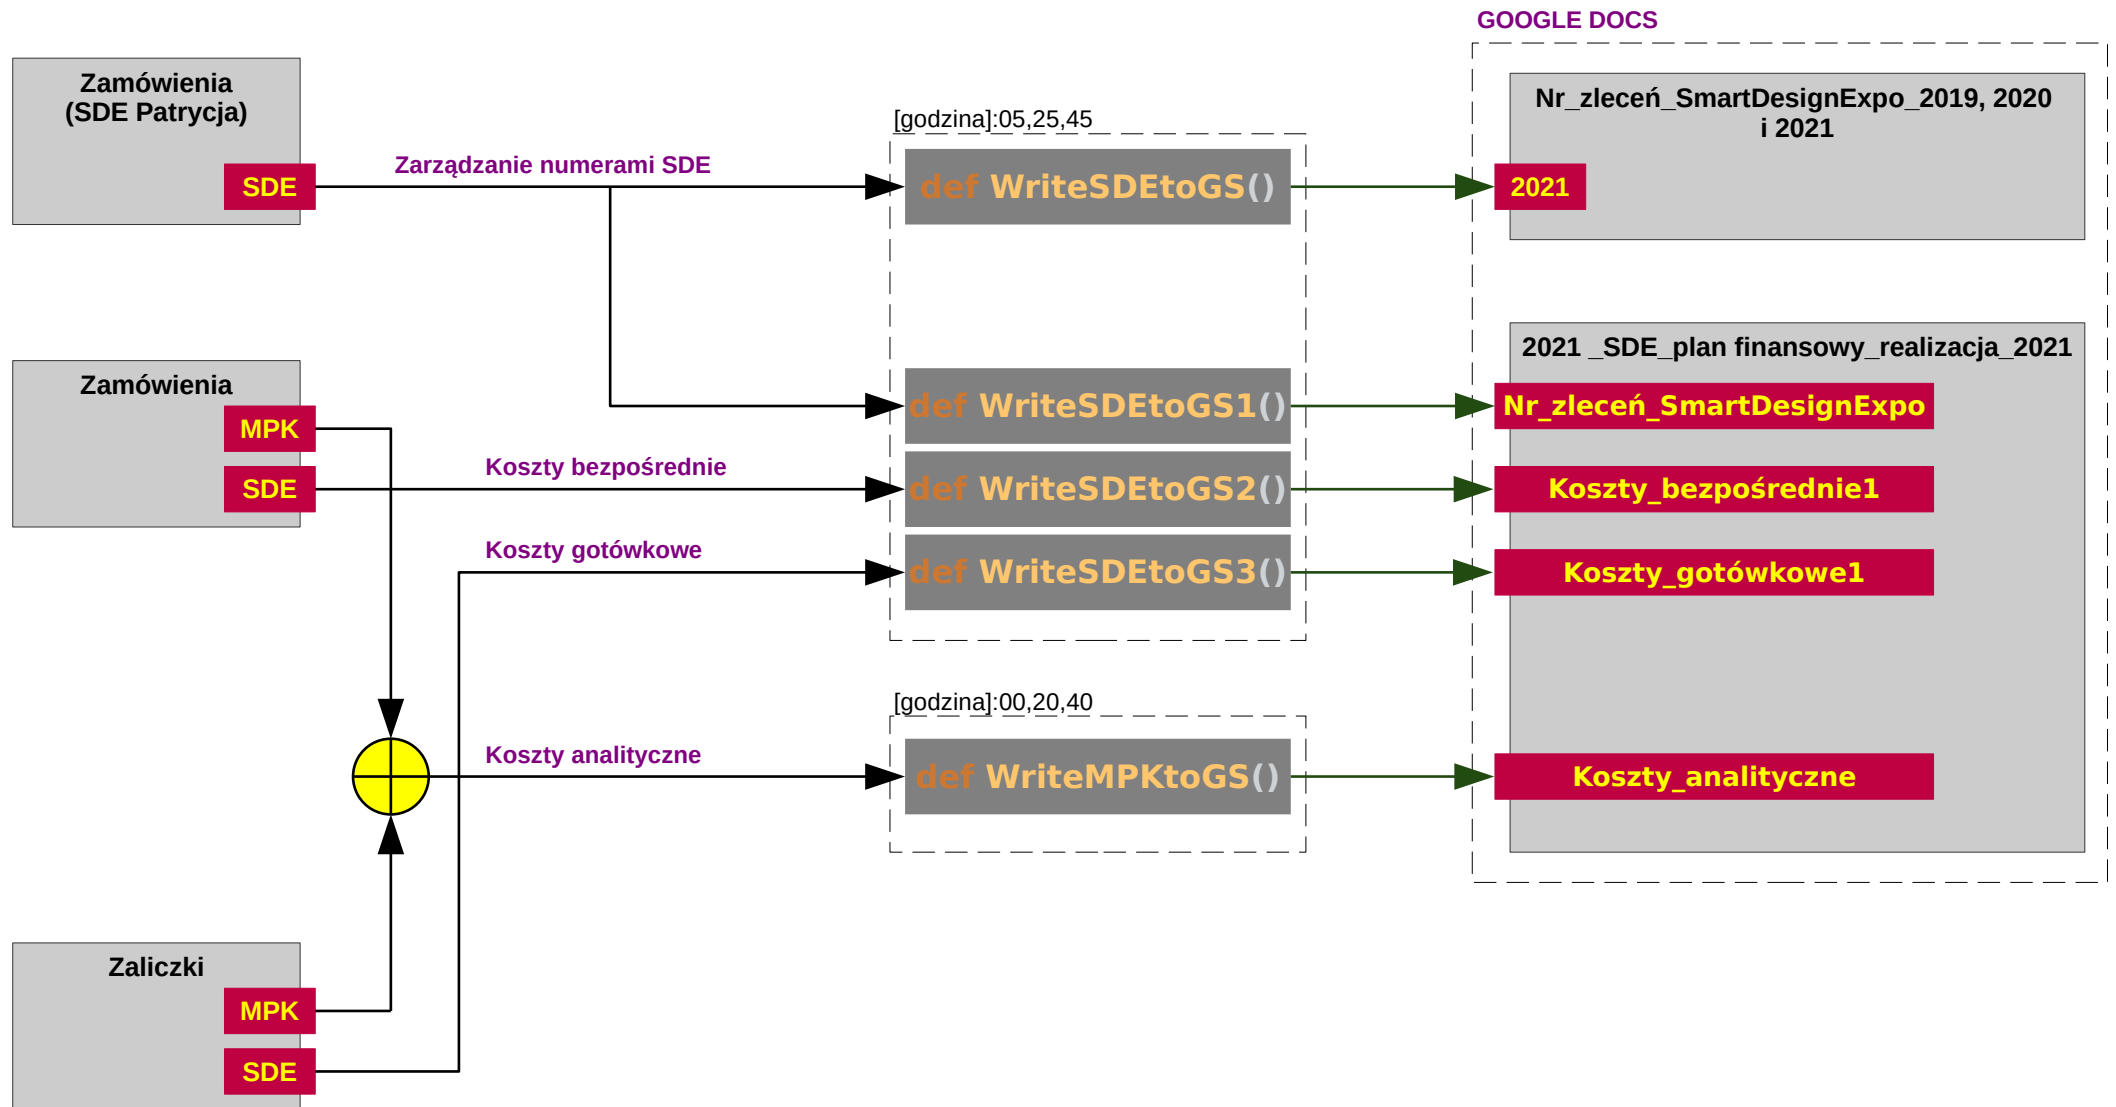 GOOGLE DOCS
Zamówienia
(SDE Patrycja)
SDE
Zarządzanie numerami SDE
[godzina]:05,25,45
def WriteSDEtoGS()
Nr_zleceń_SmartDesignExpo_2019, 2020
i 2021
2021
Zamówienia
MPK
SDE
Koszty bezpośrednie
Koszty gotówkowe
def WriteSDEtoGS1()
def WriteSDEtoGS2()
def WriteSDEtoGS3()
2021 _SDE_plan finansowy_realizacja_2021
Nr_zleceń_SmartDesignExpo
Koszty_bezpośrednie1
Koszty_gotówkowe1
[godzina]:00,20,40
Koszty analityczne
def WriteMPKtoGS()
Koszty_analityczne
Zaliczki
MPK
SDE